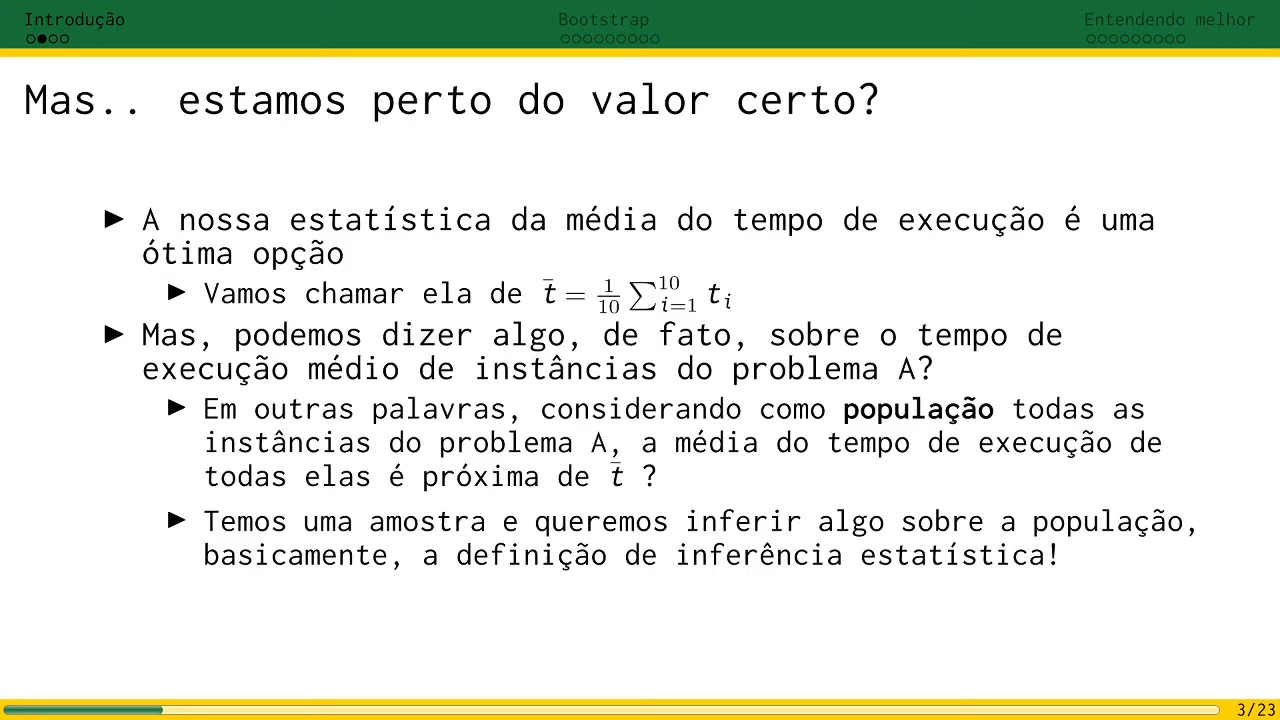 Introdução
Bootstrap
Entendendo melhor
Mas.. estamos perto do valor certo?
▶ A nossa estatística da média do tempo de execução é uma
ótima opção
▶ Vamos chamar ela de t̄ = 1/10 ∑_{i=1}^{10} t_i
▶ Mas, podemos dizer algo, de fato, sobre o tempo de
execução médio de instâncias do problema A?
▶ Em outras palavras, considerando como população todas as
instâncias do problema A, a média do tempo de execução de
todas elas é próxima de t̄ ?
▶ Temos uma amostra e queremos inferir algo sobre a população,
basicamente, a definição de inferência estatística!
3/23